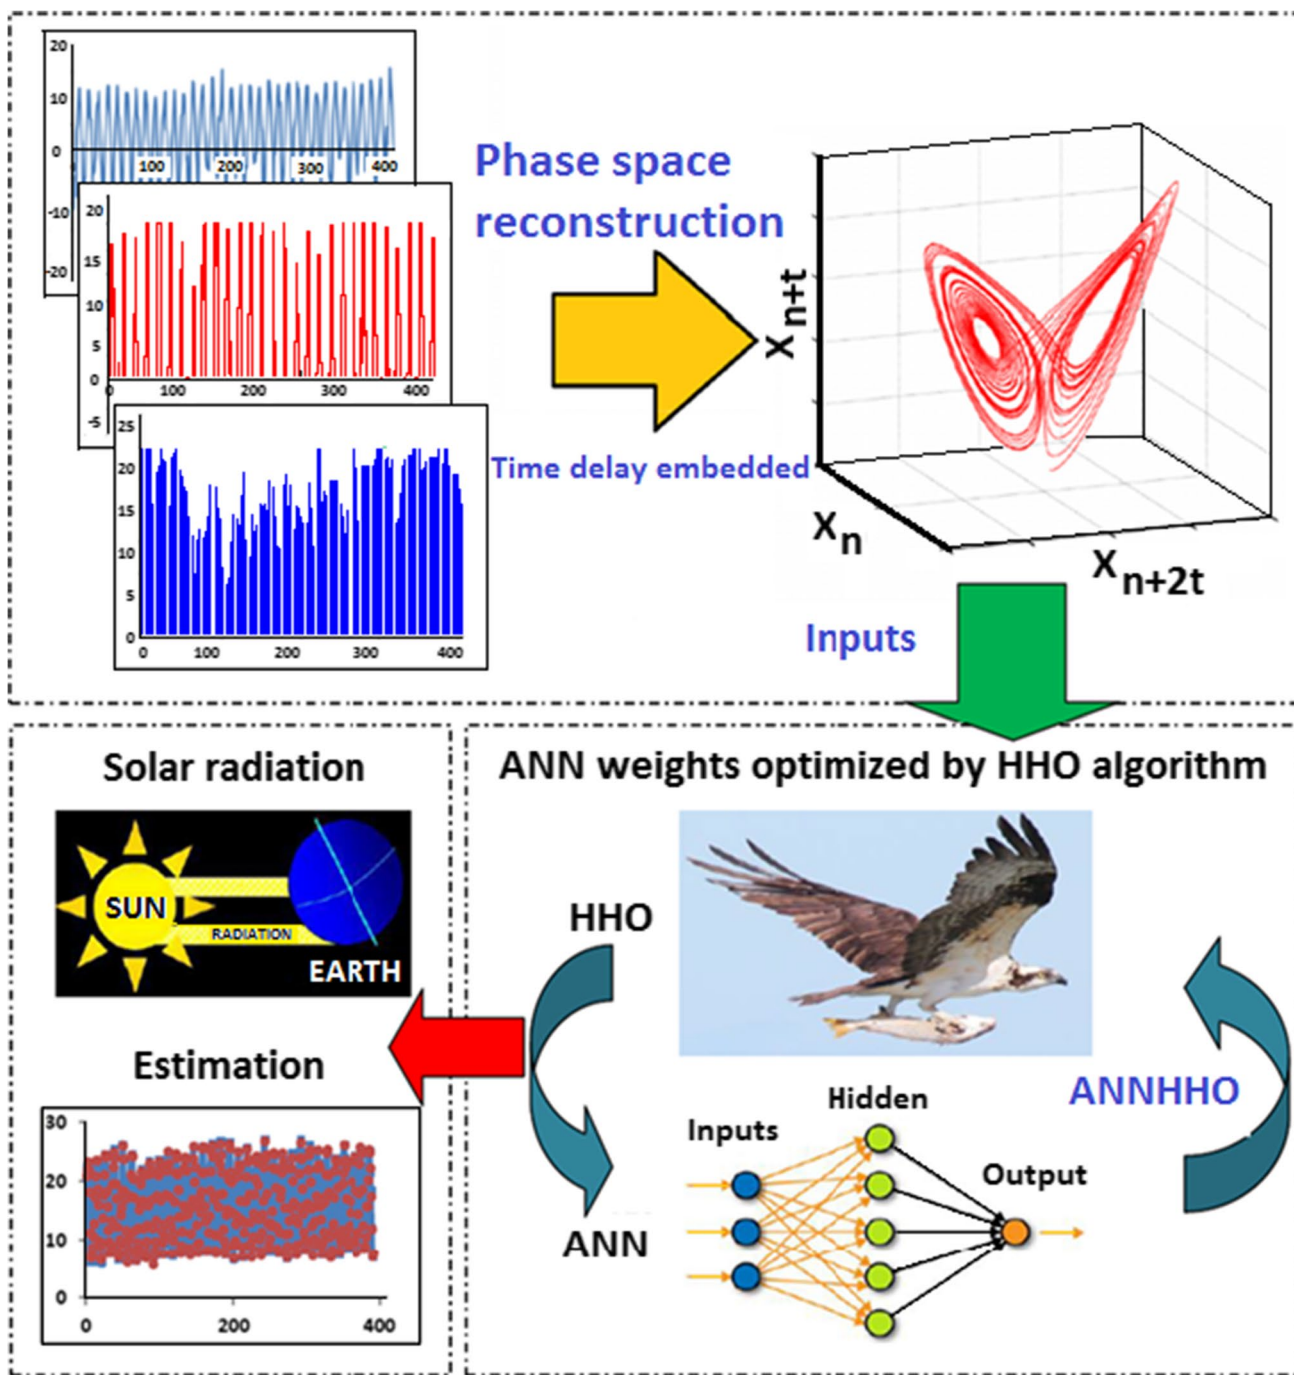 20
10
0
-10
-20
100
200
300
400
20
15
10
5
0
-5
0
100
200
300
400
25
20
15
10
5
0
0
100
200
300
400
Phase space
reconstruction
Time delay embedded
X n+t
X n
X n+2t
Inputs
Solar radiation
SUN
RADIATION
EARTH
Estimation
30
20
10
0
0
200
400
ANN weights optimized by HHO algorithm
HHO
ANNHHO
Hidden
Inputs
Output
ANN